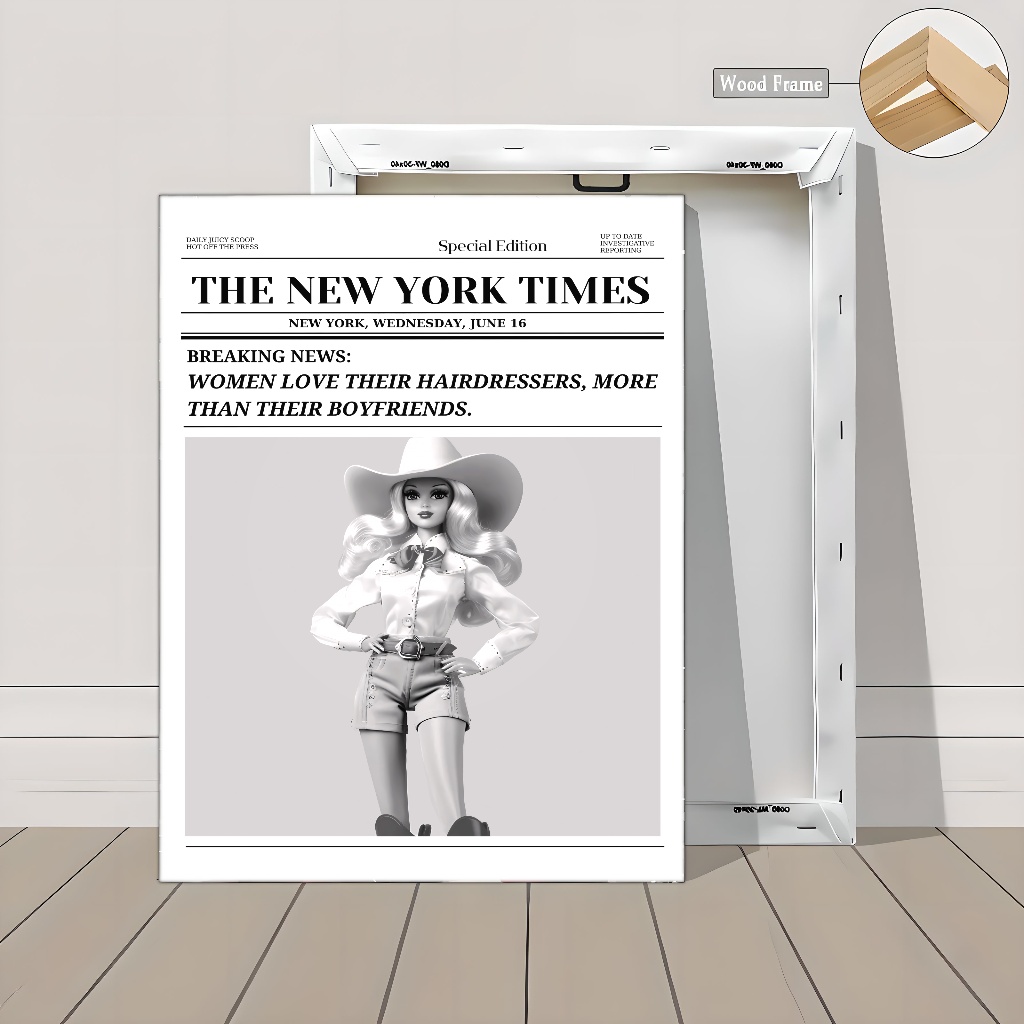 Wood Frame
DAILY JUICY SCOOP
HOT OFF THE PRESS
Special Edition
UP TO DATE
INVESTIGATIVE
REPORTING
THE NEW YORK TIMES
NEW YORK, WEDNESDAY, JUNE 16
BREAKING NEWS:
WOMEN LOVE THEIR HAIRDRESSERS, MORE
THAN THEIR BOYFRIENDS.